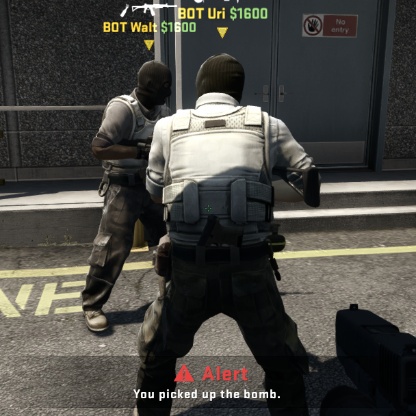 BOT Uri $1600
BOT Walt $1600
No
entry
Alert
You picked up the bomb.